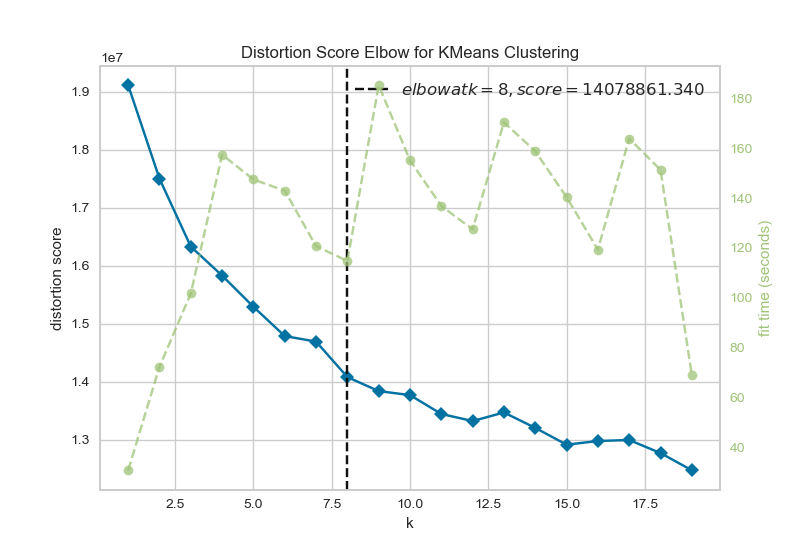 Distortion Score Elbow for KMeans Clustering
1e7
elbowatk = 8, score = 14078861.340
1.9
1.8
1.7
1.6
1.5
1.4
1.3
distortion score
180
160
140
120
100
80
60
40
fit time (seconds)
2.5 5.0 7.5 10.0 12.5 15.0 17.5
k